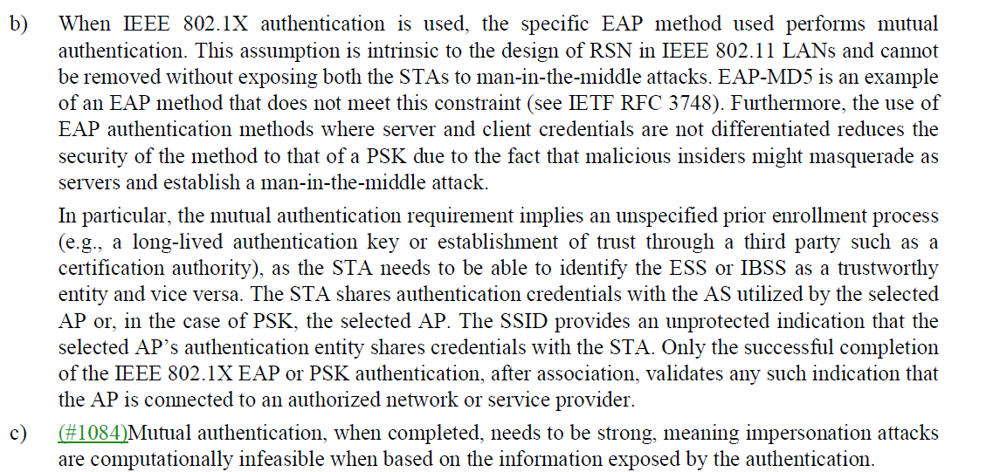 b) When IEEE 802.1X authentication is used, the specific EAP method used performs mutual
authentication. This assumption is intrinsic to the design of RSN in IEEE 802.11 LANs and cannot
be removed without exposing both the STAs to man-in-the-middle attacks. EAP-MD5 is an example
of an EAP method that does not meet this constraint (see IETF RFC 3748). Furthermore, the use of
EAP authentication methods where server and client credentials are not differentiated reduces the
security of the method to that of a PSK due to the fact that malicious insiders might masquerade as
servers and establish a man-in-the-middle attack.
In particular, the mutual authentication requirement implies an unspecified prior enrollment process
(e.g., a long-lived authentication key or establishment of trust through a third party such as a
certification authority), as the STA needs to be able to identify the ESS or IBSS as a trustworthy
entity and vice versa. The STA shares authentication credentials with the AS utilized by the selected
AP or, in the case of PSK, the selected AP. The SSID provides an unprotected indication that the
selected AP’s authentication entity shares credentials with the STA. Only the successful completion
of the IEEE 802.1X EAP or PSK authentication, after association, validates any such indication that
the AP is connected to an authorized network or service provider.
c) (#1084)Mutual authentication, when completed, needs to be strong, meaning impersonation attacks
are computationally infeasible when based on the information exposed by the authentication.